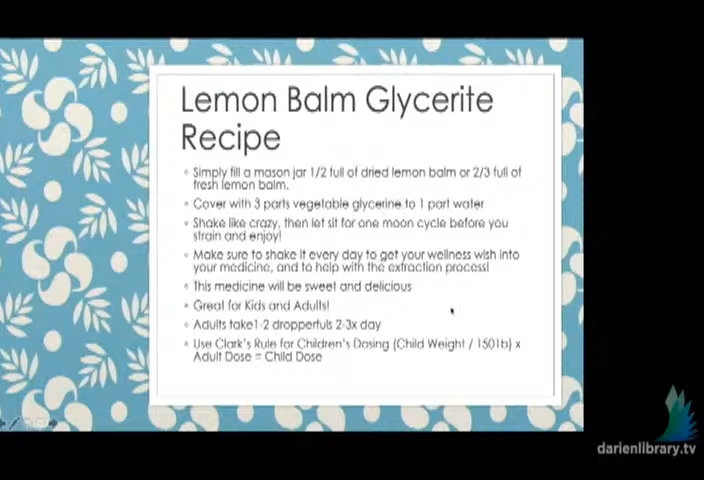 Lemon Balm Glycerite
Recipe
Simply fill a mason jar 1/2 full of dried lemon balm or 2/3 full of
fresh lemon balm.
Cover with 3 parts vegetable glycerine to 1 part water
Shake like crazy, then let sit for one moon cycle before you
strain and enjoy!
Make sure to shake it every day to get your wellness wish into
your medicine, and to help with the extraction process!
This medicine will be sweet and delicious
Great for Kids and Adults!
Adults take1-2 dropperfuls 2-3x day
Use Clark's Rule for Children's Dosing (Child Weight / 150lb) x
Adult Dose = Child Dose
darienlibrary.tv